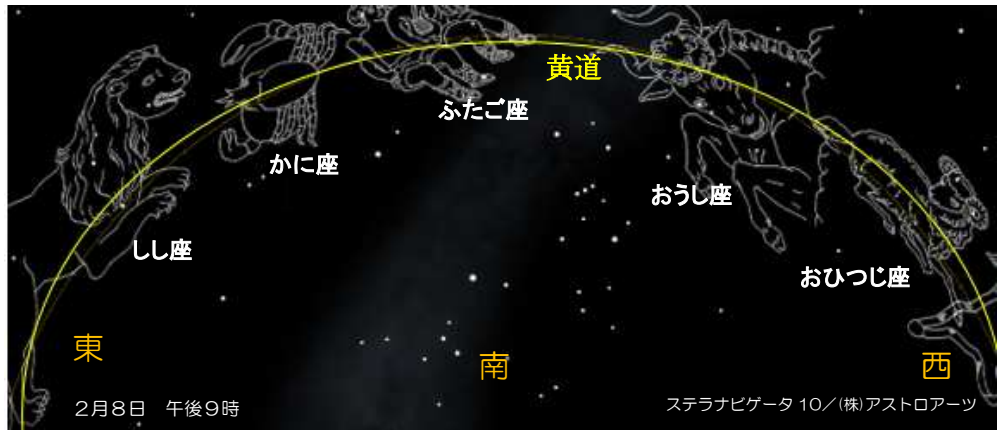 黄道
ふたご座
かに座
おうし座
しし座
おひつじ座
東
南
西
2月8日　午後9時
ステラナビゲータ 10／(株)アストロアーツ